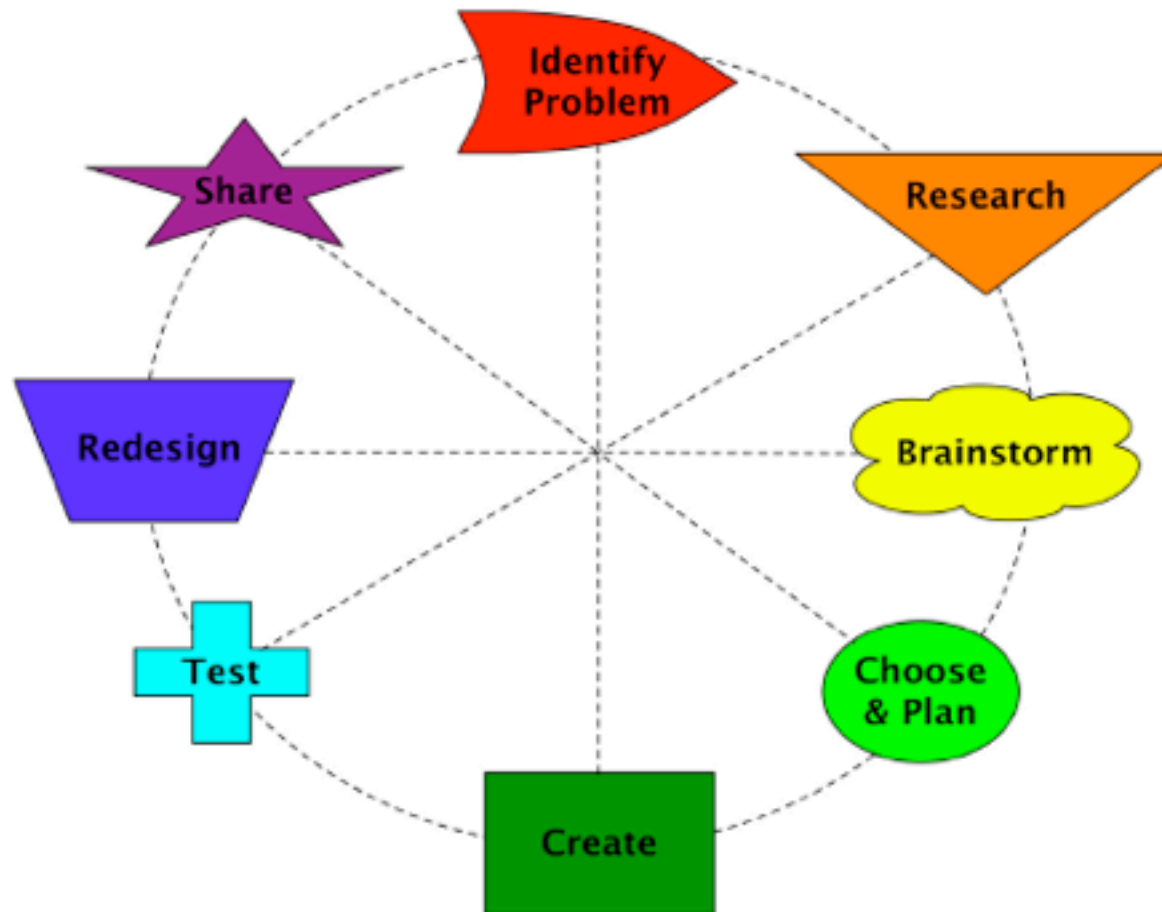 Identify
Problem
Research
Brainstorm
Choose
& Plan
Create
Test
Redesign
Share